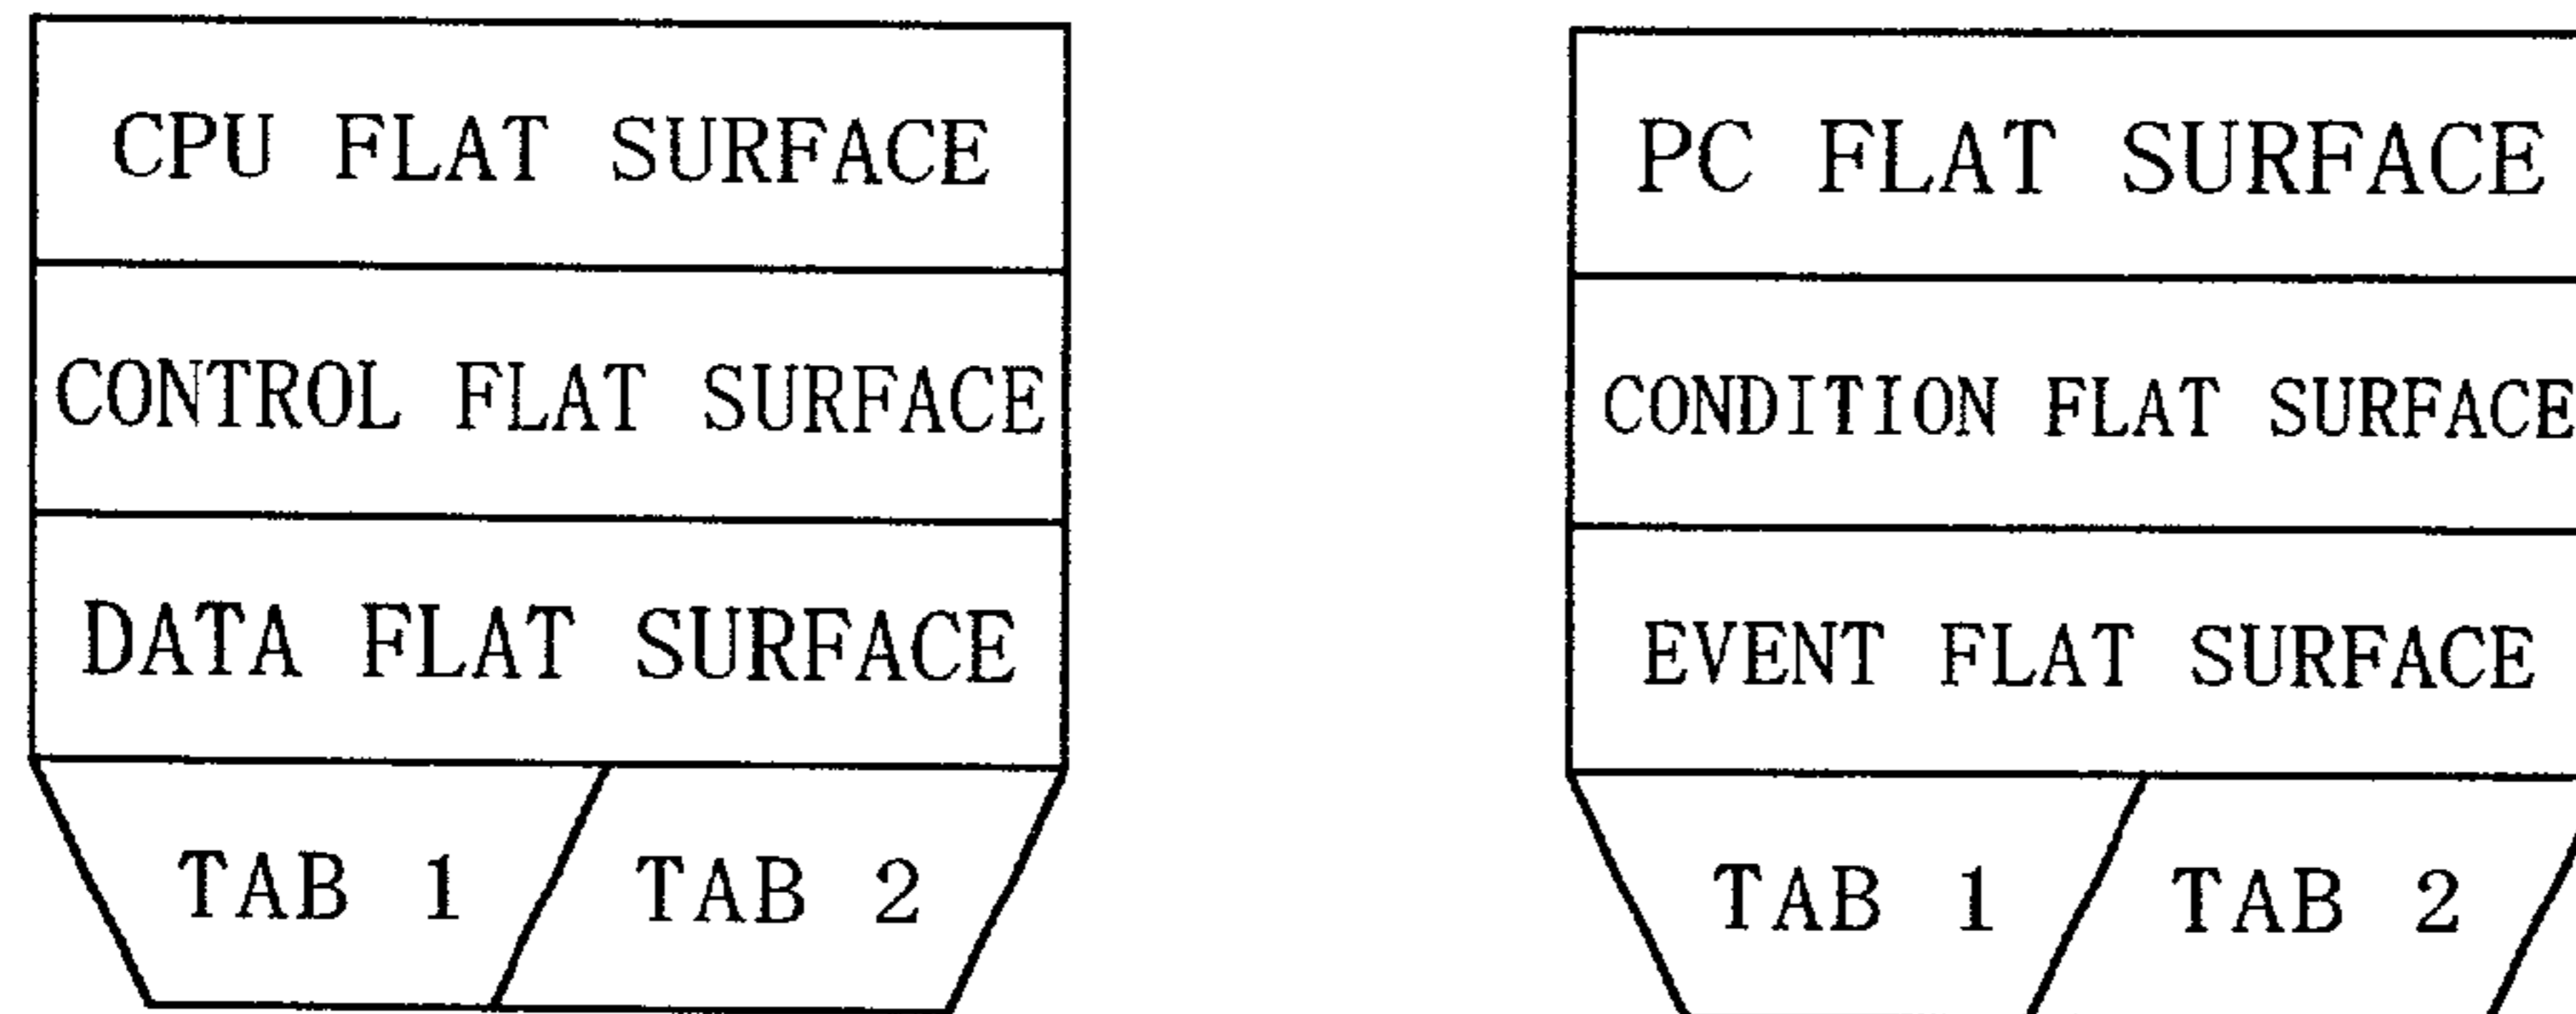 CPU FLAT SURFACE
CONTROL FLAT SURFACE
DATA FLAT SURFACE
TAB 1 TAB 2
PC FLAT SURFACE
CONDITION FLAT SURFACE
EVENT FLAT SURFACE
TAB 1 TAB 2